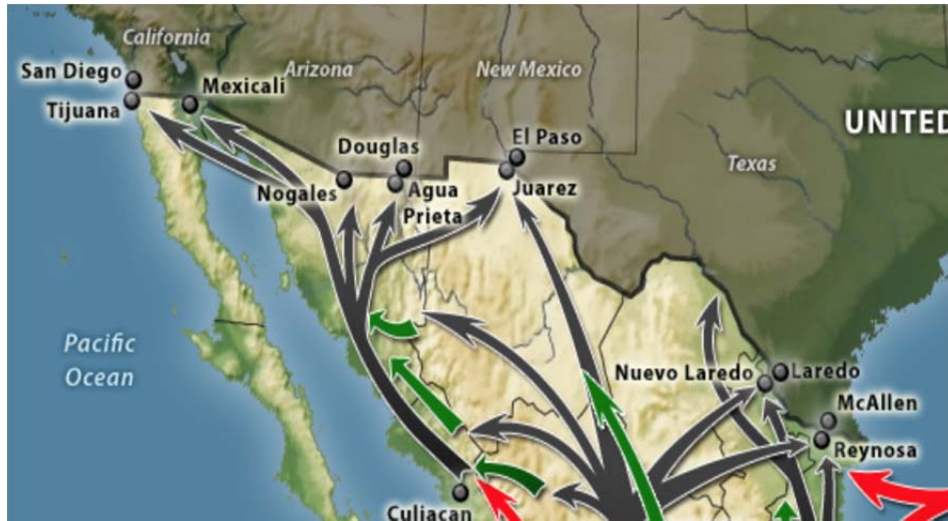 California
San Diego
Arizona
New Mexico
Mexicali
Tijuana
UNITED
El Paso
Douglas
Texas
Nogales
Agua
Prieta
Juarez
Pacific
Ocean
Nuevo Laredo
Laredo
McAllen
Reynosa
Culiacan